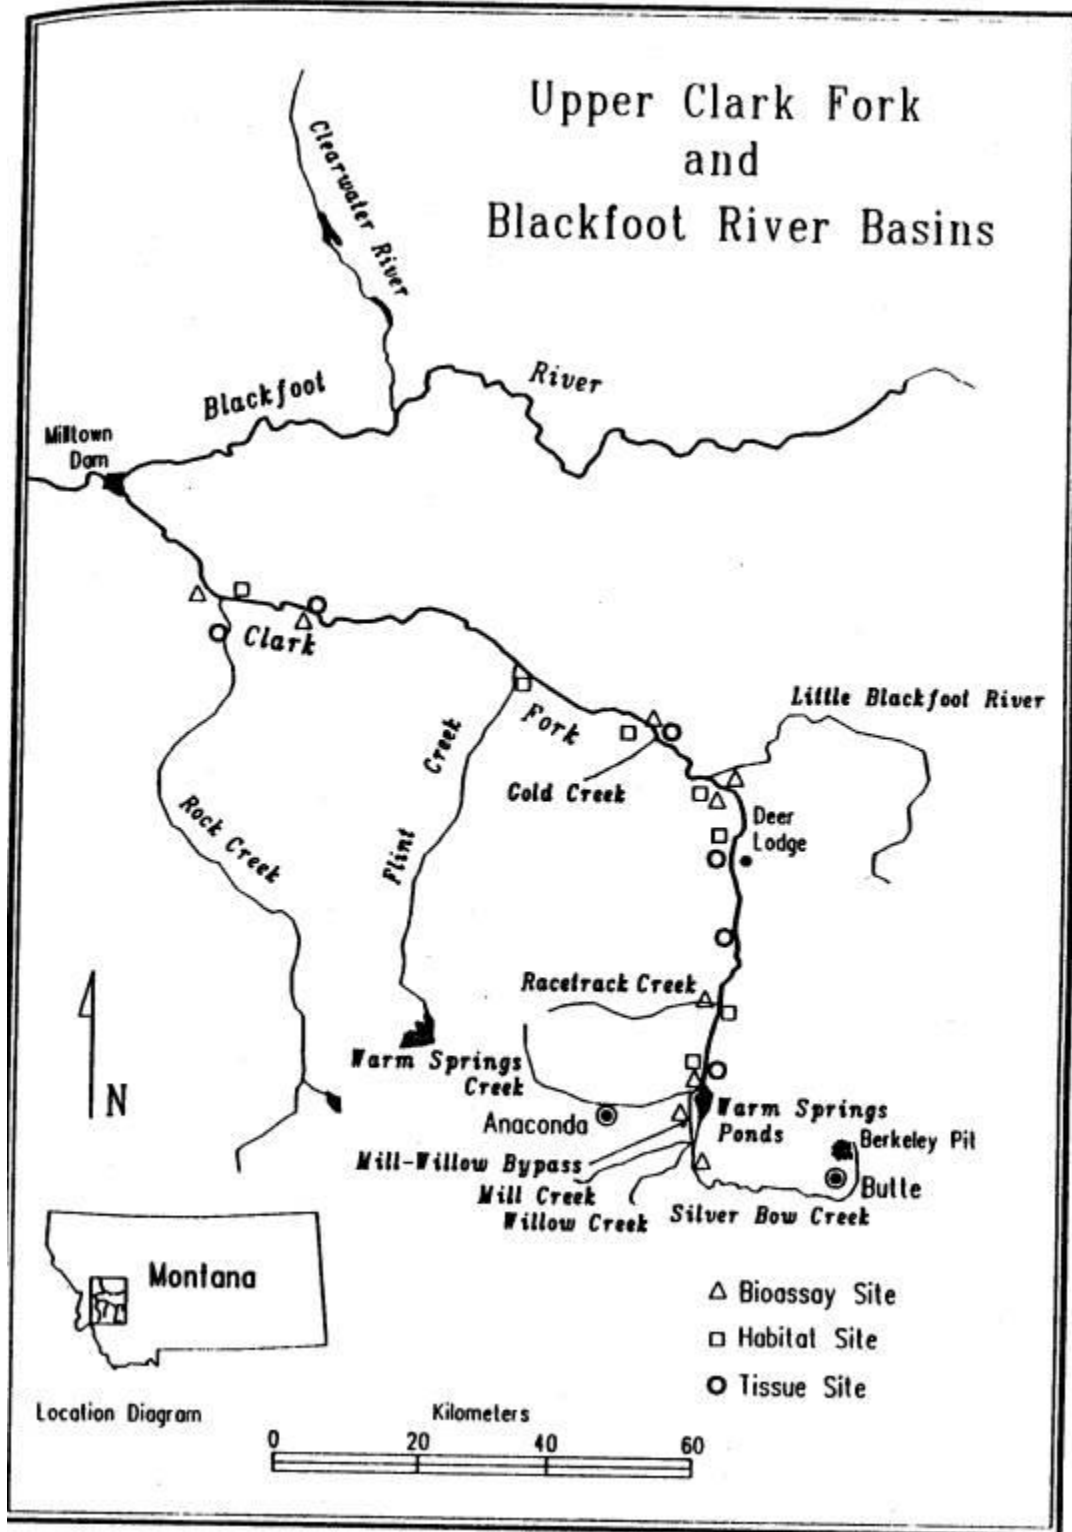 Upper Clark Fork
and
Blackfoot River Basins
Clearwater River
Blackfoot River
Milltown
Dam
Clark Fork
Little Blackfoot River
Flint Creek
Gold Creek
Rock Creek
Deer
Lodge
Racetrack Creek
Warm Springs
Creek
Anaconda
Warm Springs
Ponds
Berkeley Pit
Mill-Willow Bypass
Butte
Mill Creek
Willow Creek
Silver Bow Creek
N
Montana
Bioassay Site
Habitat Site
Tissue Site
Location Diagram
Kilometers
0 20 40 60